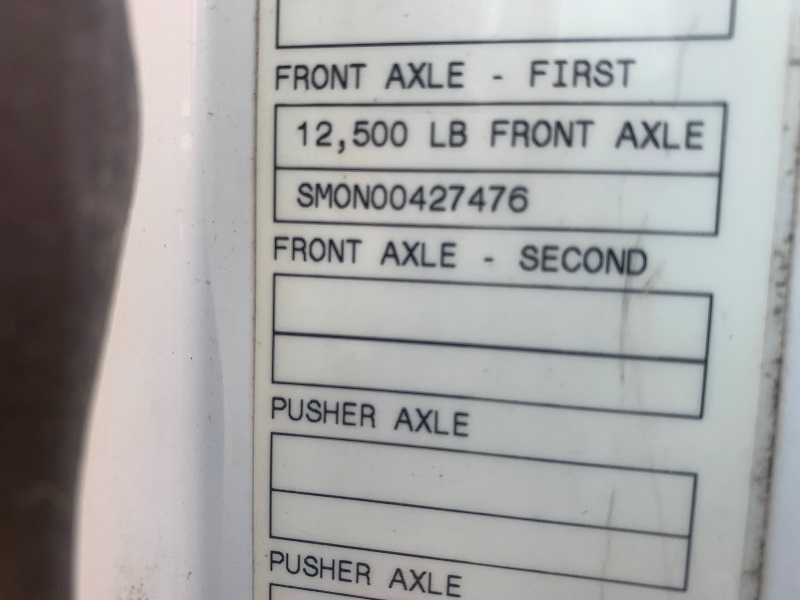 FRONT AXLE - FIRST
12,500 LB FRONT AXLE
SMON00427476
FRONT AXLE - SECOND
PUSHER AXLE
PUSHER AXLE